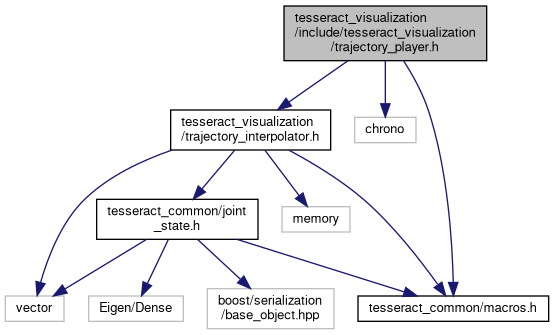 tesseract_visualization
/include/tesseract_visualization
/trajectory_player.h
tesseract_visualization
/trajectory_interpolator.h
chrono
tesseract_common/joint
_state.h
memory
vector
Eigen/Dense
boost/serialization
/base_object.hpp
tesseract_common/macros.h